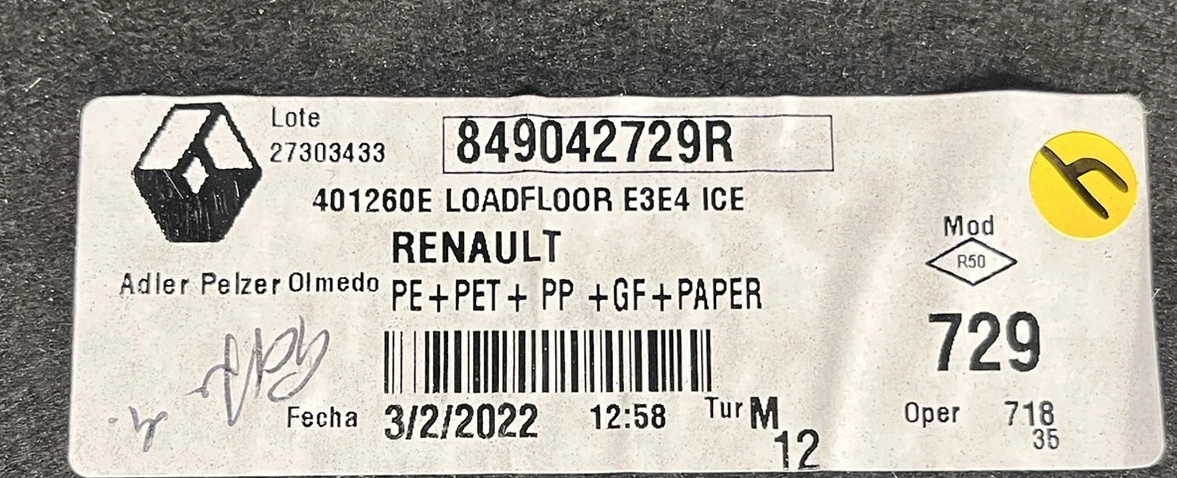 Lote
27303433
849042729R
401260E LOADFLOOR E3E4 ICE
RENAULT
Adler Pelzer Olmedo
PE+PET+ PP +GF+PAPER
Mod
R50
729
Fecha 3/2/2022 12:58 Tur M
12
Oper 718
35